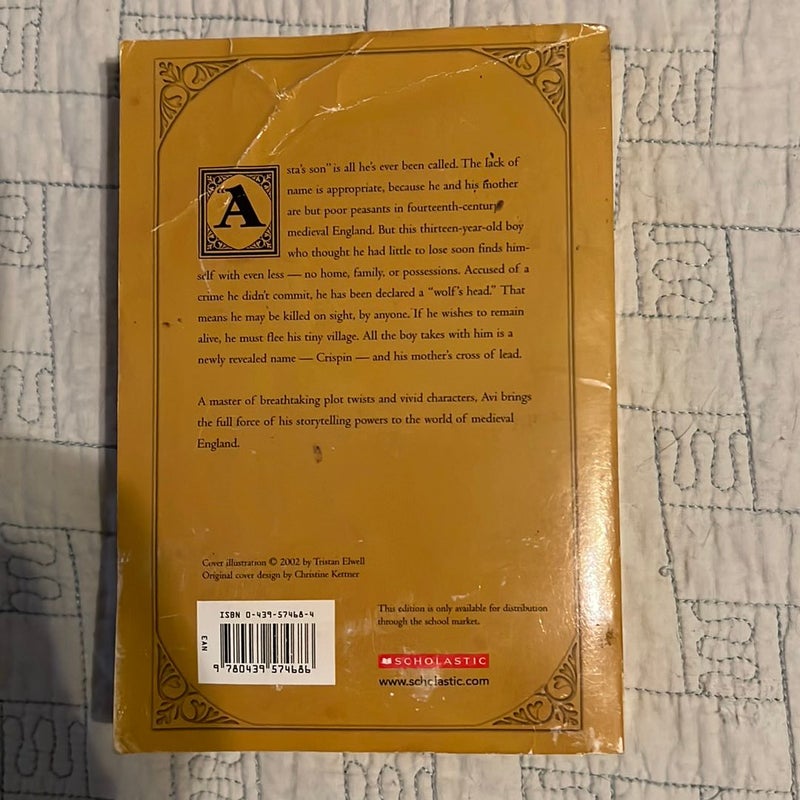 "Asta's son" is all he's ever been called. The lack of
name is appropriate, because he and his mother
are but poor peasants in fourteenth-century
medieval England. But this thirteen-year-old boy
who thought he had little to lose soon finds him-
self with even less — no home, family, or possessions. Accused of a
crime he didn't commit, he has been declared a "wolf's head." That
means he may be killed on sight, by anyone. If he wishes to remain
alive, he must flee his tiny village. All the boy takes with him is a
newly revealed name — Crispin — and his mother's cross of lead.
A master of breathtaking plot twists and vivid characters, Avi brings
the full force of his storytelling powers to the world of medieval
England.
Cover illustration © 2002 by Tristan Elwell
Original cover design by Christine Kettner
ISBN 0-439-57468-4
EAN
9 780439 574686
This edition is only available for distribution
through the school market.
SCHOLASTIC
www.scholastic.com